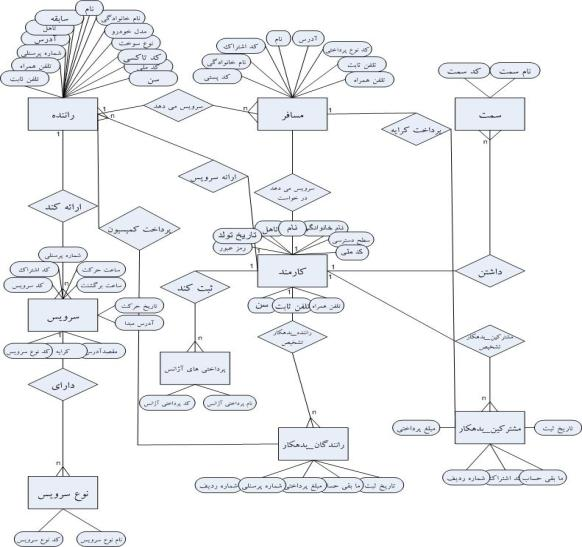 نام
سابقه
نام خانوادگی
تاهل
مدل خودرو
آدرس
نوع سوخت
شماره پرسنلی
کد تاکسی
تلفن همراه
کد ملی
تلفن ثابت
سن
راننده
سرویس می دهد
نام
آدرس
کد اشتراک
کد نوع پرداختی
نام خانوادگی
تلفن ثابت
کد پستی
تلفن همراه
مسافر
پرداخت کرایه
کد سمت
نام سمت
سمت
ارائه کند
پرداخت کمیسیون
ارائه سرویس
سرویس می دهد
در خواست
نام
نام خانوادگی
تاهل
تاریخ تولد
سطح دسترسی
رمز عبور
کد ملی
کارمند
داشتن
سن
تلفن ثابت
تلفن همراه
شماره پرسنلی
کد اشتراک
ساعت حرکت
کد سرویس
ساعت برگشت
سرویس
تاریخ حرکت
آدرس مبدا
کد نوع سرویس
کرایه
مقصدآدرس
ثبت کند
راننده_بدهکار
تشخیص
مشترکین_بدهکار
تشخیص
پرداختی های آژانس
کد پرداختی آژانس
نام پرداختی آژانس
دارای
رانندگان_بدهکار
شماره ردیف
شماره پرسنلی
مبلغ پرداختی
ما بقی حساب
تاریخ ثبت
مبلغ پرداختی
مشترکین_بدهکار
تاریخ ثبت
شماره ردیف
کد اشتراک
ما بقی حساب
نوع سرویس
کد نوع سرویس
نام نوع سرویس